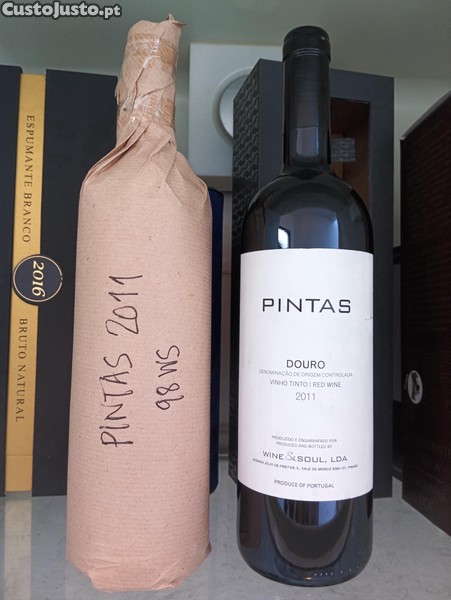 CustoJusto.pt
ESPUMANTE BRANCO
2016
BRUTO NATURAL
PINTAS 2011
98 WS
PINTAS
DOURO
DENOMINAÇÃO DE ORIGEM CONTROLADA
VINHO TINTO | RED WINE
2011
PRODUZIDO E ENGARRAFADO POR
PRODUCED AND BOTTLED BY
WINE & SOUL, LDA
PRODUCE OF PORTUGAL